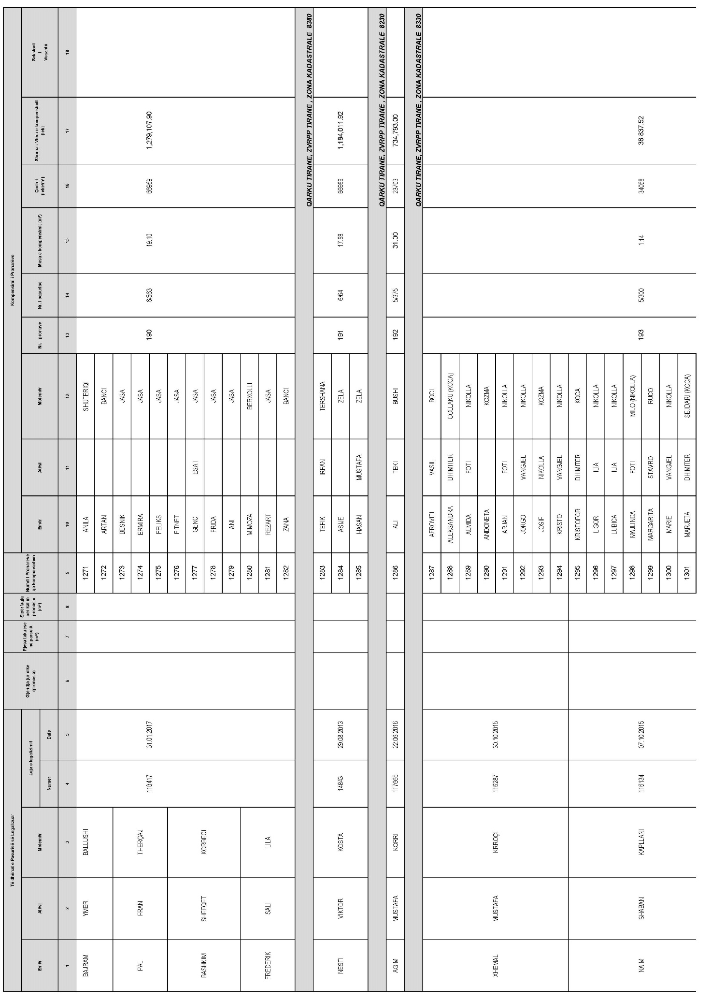 Të dhënat e Pasurisë së Legalizuar
Kompensimi i Pronarëve
Emër
Atësi
Mbiemër
Leja e legalizimit
Numer
Date
Gjendja juridike
(pronësia)
Pjesa takuese
në parcelë
(m²)
Sipërfaqja
për kalim
pronësie
(m²)
Numri i Pronareve
qe kompensohen
Emër
Atësi
Mbiemër
Nr. i pronave
Nr. i pasurisë
Masa e kompensimit (m²)
Çmimi
(leke/m²)
Shuma - Vlera e kompensimit
(lek)
Seksioni
i
Veçantë
1 2 3 4 5 6 7 8 9 10 11 12 13 14 15 16 17 18
BAJRAM YMER BALLUSHI
PAL FRAN THERÇAJ
BASHKIM SHEFQET KORBECI
FREDERIK SALI LILA
118417 31.01.2017
1271 ANILA SHUTERIQI
1272 ARTAN BANCI
1273 BESNIK JASA
1274 ERMIRA JASA
1275 FELIKS JASA
1276 FITNET JASA
1277 GENC ESAT JASA
1278 FRIDA JASA
1279 ANI JASA
1280 MIMOZA BERXOLLI
1281 REZART JASA
1282 ZANA BANCI
190 6/563 19.10 66969 1,279,107.90
QARKU TIRANE, ZVRPP TIRANE , ZONA KADASTRALE 8380
NESTI VIKTOR KOSTA 14843 29.08.2013
1283 TEFIK IRFAN TERSHANA
1284 ASIJE ZELA
1285 HASAN MUSTAFA ZELA
191 6/64 17.68 66969 1,184,011.92
QARKU TIRANE, ZVRPP TIRANE , ZONA KADASTRALE 8230
AGIM MUSTAFA KORRI 117665 22.06.2016 1286 ALI TEKI BUSHI 192 5/375 31.00 23703 734,793.00
QARKU TIRANE, ZVRPP TIRANE , ZONA KADASTRALE 8330
XHEMAL MUSTAFA KRROÇI 116287 30.10.2015
NAIM SHABAN KAPLLANI 116134 07.10.2015
1287 AFROVITI VASIL BOCI
1288 ALEKSANDRA DHIMITER COLLAKU (KOCA)
1289 ALMIDA FOTI NIKOLLA
1290 ANDONETA KOZMA
1291 ARJAN FOTI NIKOLLA
1292 JORGO VANGJEL NIKOLLA
1293 JOSIF NIKOLLA KOZMA
1294 KRISTO VANGJEL NIKOLLA
1295 KRISTOFOR DHIMITER KOCA
1296 LIGOR ILIA NIKOLLA
1297 LUBICA ILIA NIKOLLA
1298 MAJLINDA FOTI MILO (NIKOLLA)
1299 MARGARITA STAVRO RUCO
1300 MARIE VANGJEL NIKOLLA
1301 MARJETA DHIMITER SEJDARI (KOCA)
193 5/300 1.14 34068 38,837.52